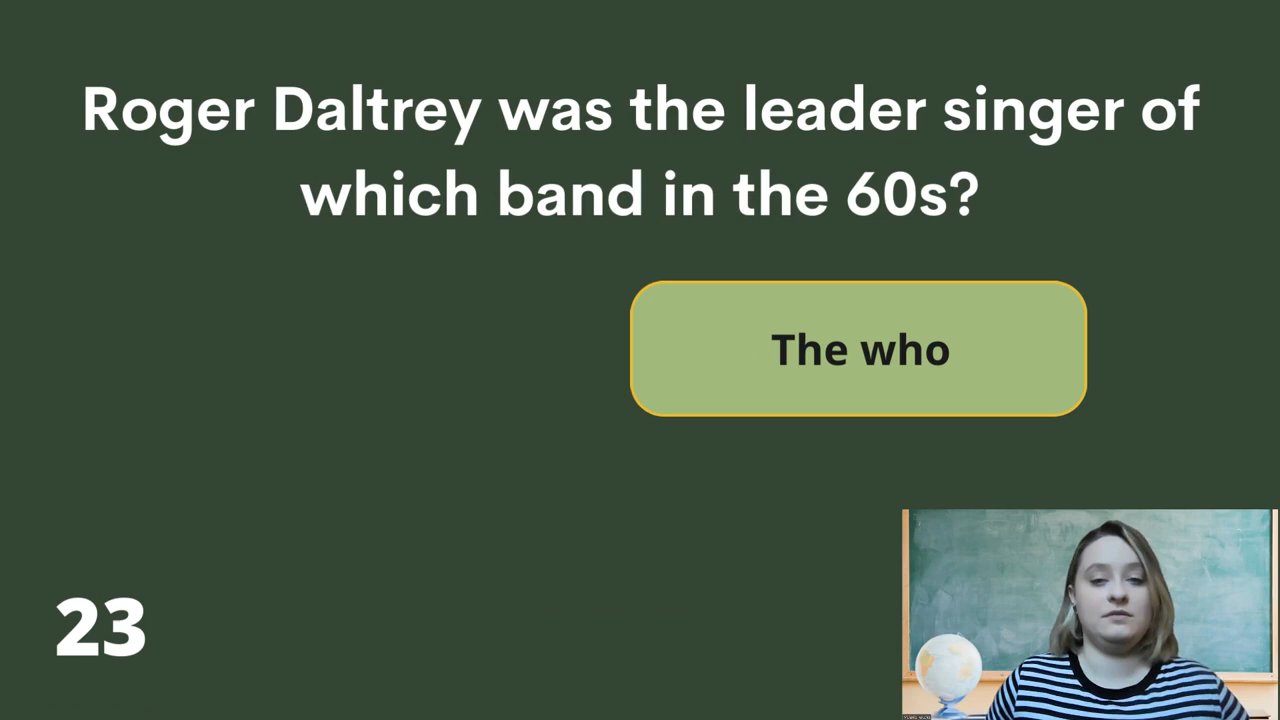 Roger Daltrey was the leader singer of
which band in the 60s?
The who
23